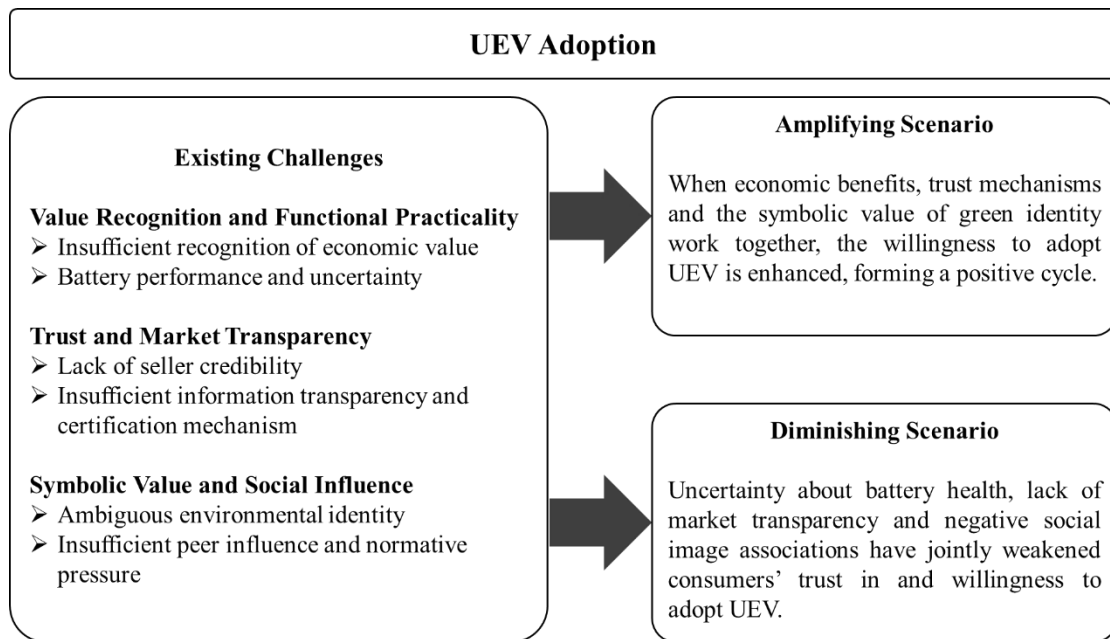 UEV Adoption
Existing Challenges
Value Recognition and Functional Practicality
➢ Insufficient recognition of economic value
➢ Battery performance and uncertainty
Trust and Market Transparency
➢ Lack of seller credibility
➢ Insufficient information transparency and
certification mechanism
Symbolic Value and Social Influence
➢ Ambiguous environmental identity
➢ Insufficient peer influence and normative
pressure
Amplifying Scenario
When economic benefits, trust mechanisms
and the symbolic value of green identity
work together, the willingness to adopt
UEV is enhanced, forming a positive cycle.
Diminishing Scenario
Uncertainty about battery health, lack of
market transparency and negative social
image associations have jointly weakened
consumers’ trust in and willingness to
adopt UEV.